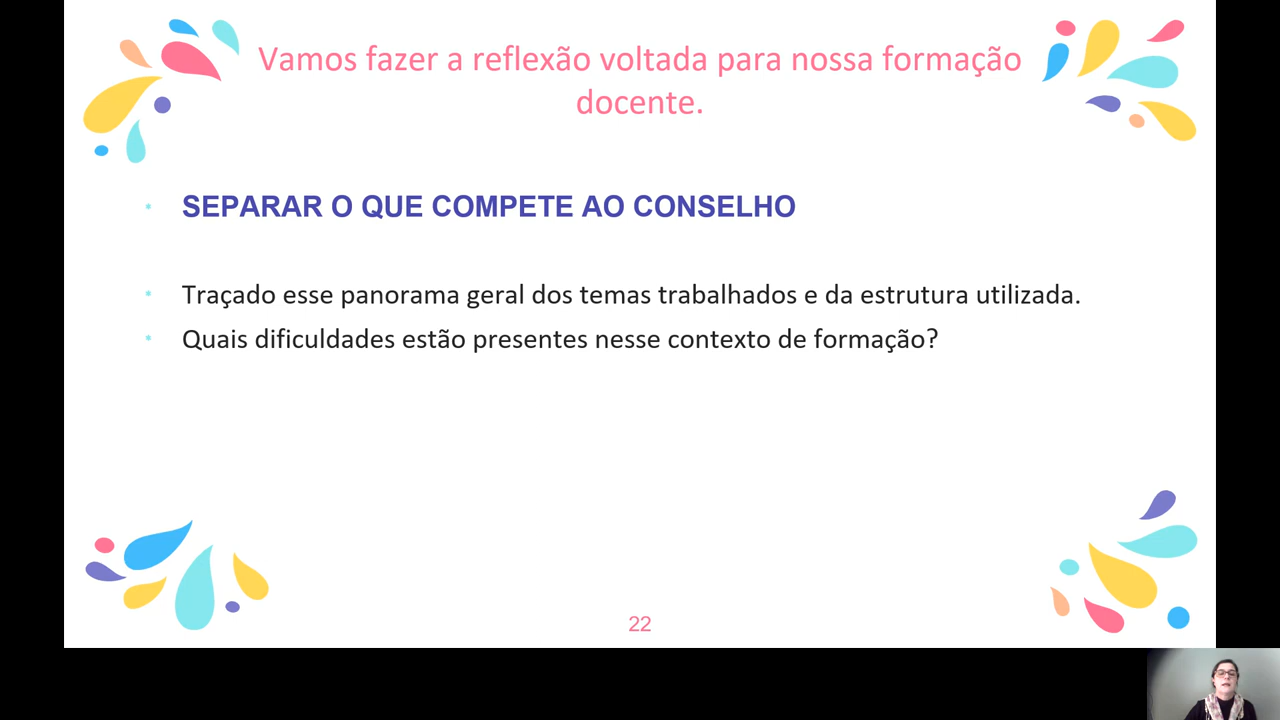 Vamos fazer a reflexão voltada para nossa formação
docente.
SEPARAR O QUE COMPETE AO CONSELHO
Traçado esse panorama geral dos temas trabalhados e da estrutura utilizada.
Quais dificuldades estão presentes nesse contexto de formação?
22